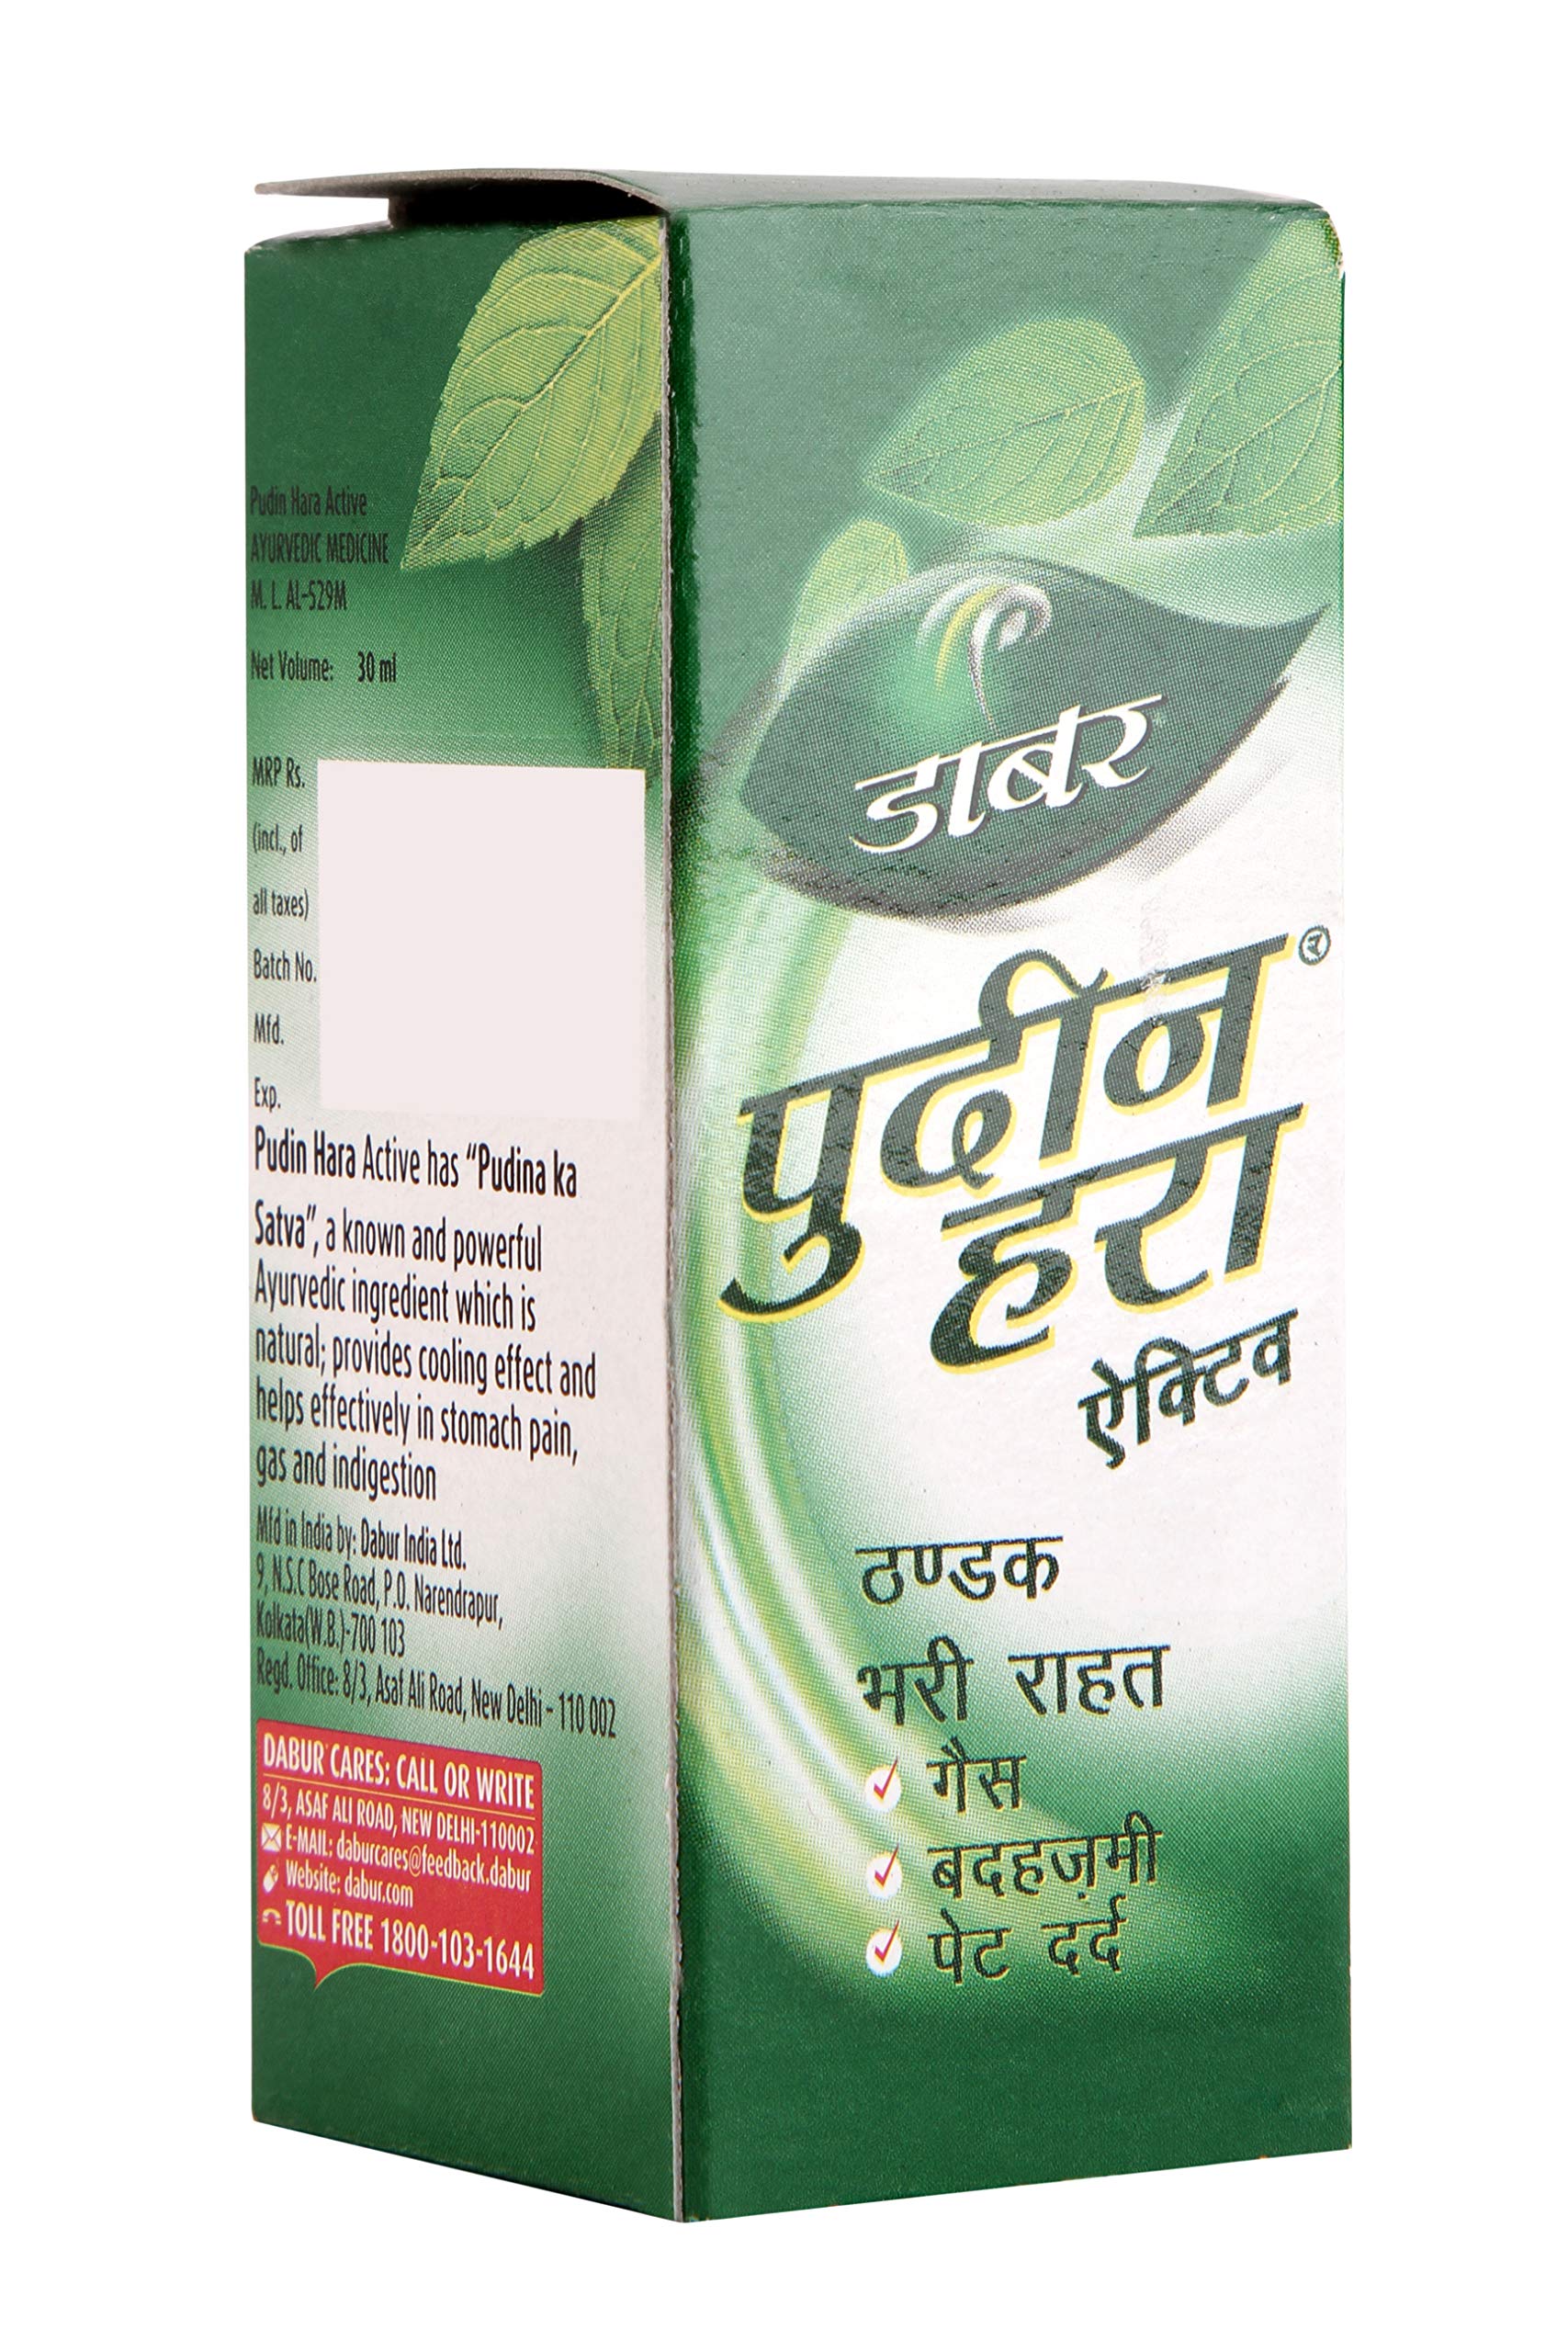 Pudin Hara Active
AYURVEDIC MEDICINE
M. L. AL-529M
Net Volume: 30 ml
MRP Rs.
(incl., of
all taxes)
Batch No.
Mfd.
Exp.
Pudin Hara Active has “Pudina ka
Satva”, a known and powerful
Ayurvedic ingredient which is
natural; provides cooling effect and
helps effectively in stomach pain,
gas and indigestion
Mfd in India by: Dabur India Ltd.
9, N.S.C Bose Road, P.O. Narendrapur,
Kolkata(W.B.)-700 103
Regd. Office: 8/3, Asaf Ali Road, New Delhi - 110 002
DABUR CARES: CALL OR WRITE
8/3, ASAF ALI ROAD, NEW DELHI-110002
E-MAIL: daburcares@feedback.dabur
Website: dabur.com
TOLL FREE 1800-103-1644
डाबर
पुदीन
हरा
ऐक्टिव
ठण्डक
भरी राहत
गैस
बदहज़मी
पेट दर्द